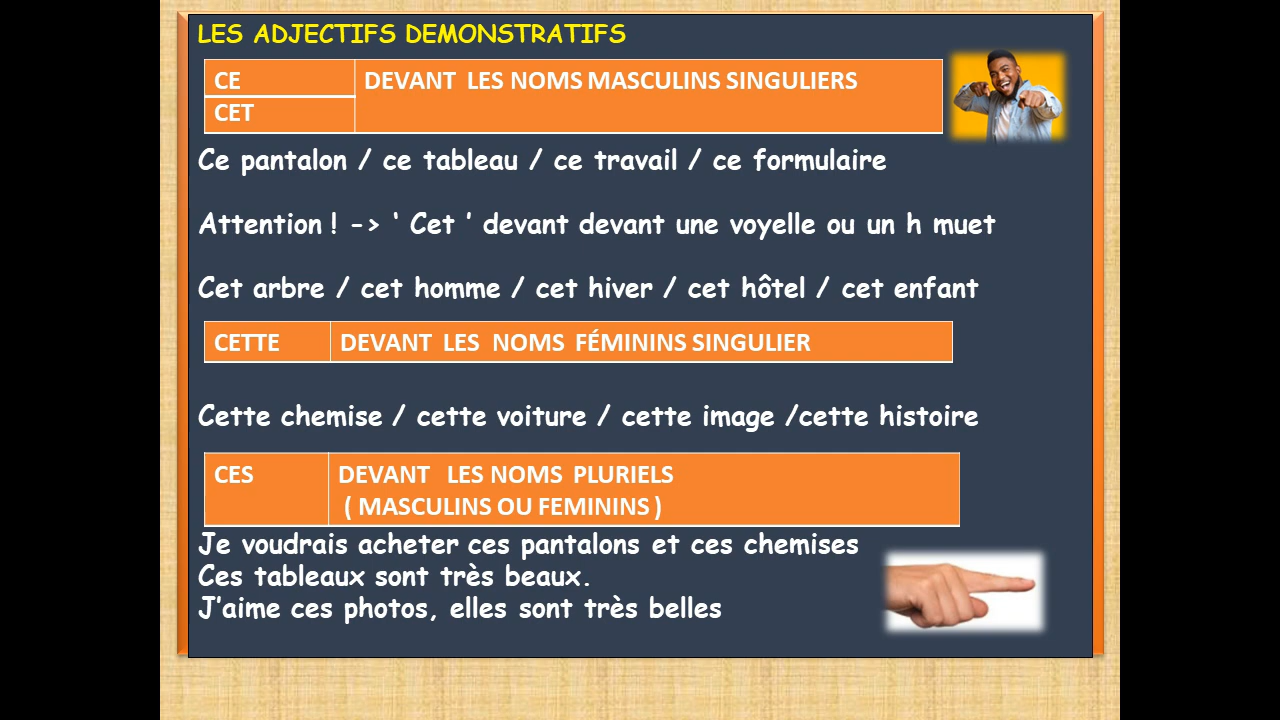 LES ADJECTIFS DEMONSTRATIFS
CE DEVANT LES NOMS MASCULINS SINGULIERS
CET
Ce pantalon / ce tableau / ce travail / ce formulaire
Attention ! -> ‘ Cet ’ devant devant une voyelle ou un h muet
Cet arbre / cet homme / cet hiver / cet hôtel / cet enfant
CETTE DEVANT LES NOMS FÉMININS SINGULIER
Cette chemise / cette voiture / cette image /cette histoire
CES DEVANT LES NOMS PLURIELS
( MASCULINS OU FEMININS )
Je voudrais acheter ces pantalons et ces chemises
Ces tableaux sont très beaux.
J’aime ces photos, elles sont très belles